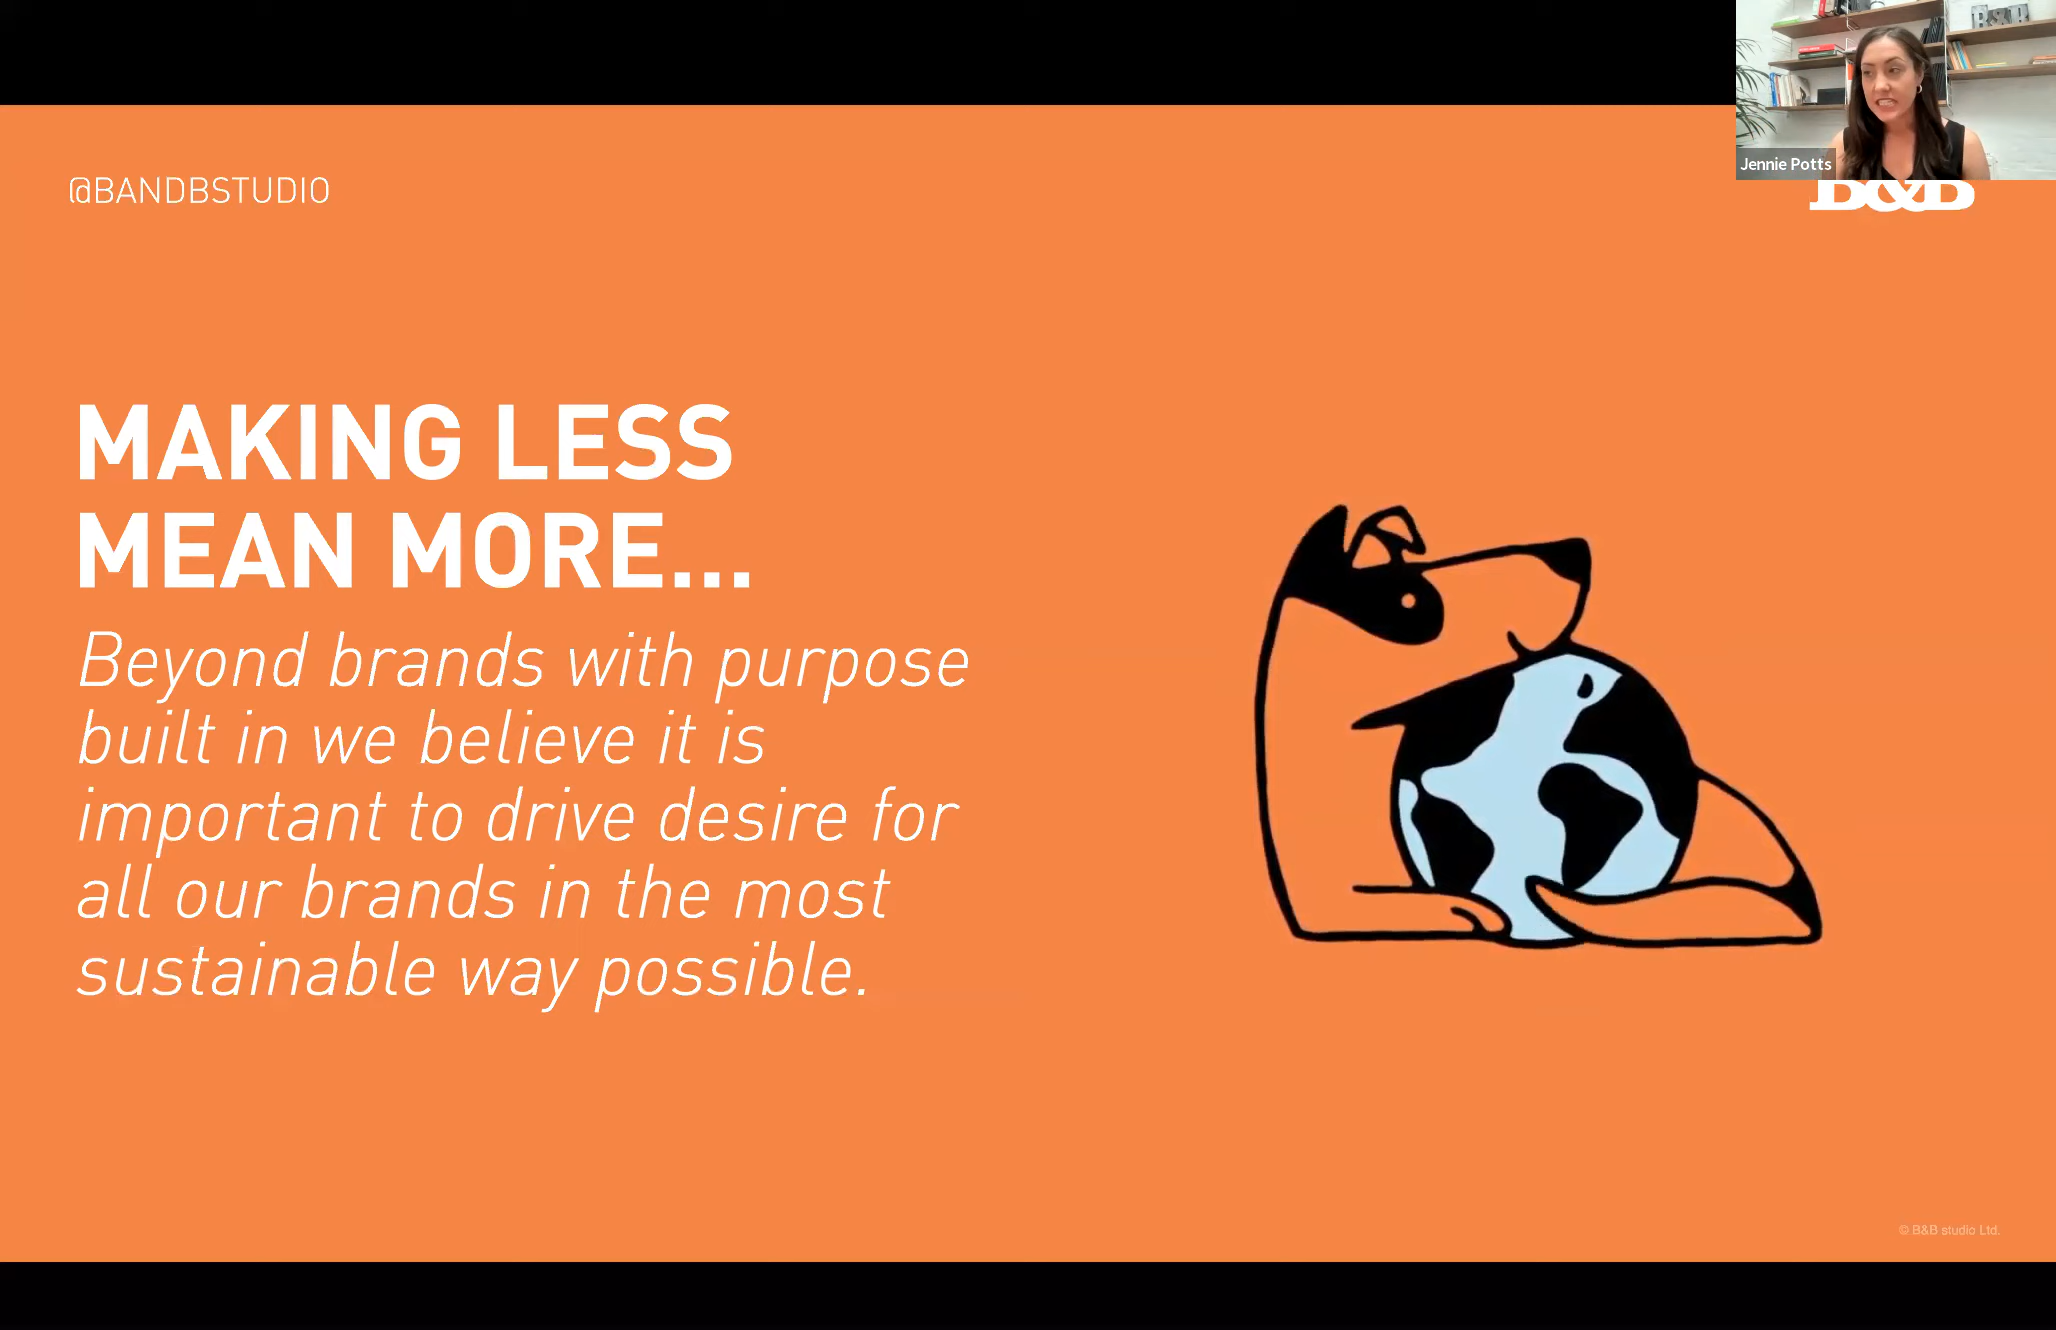 @BANDBSTUDIO
Jennie Potts
B&B
MAKING LESS
MEAN MORE...
Beyond brands with purpose
built in we believe it is
important to drive desire for
all our brands in the most
sustainable way possible.
© B&B studio Ltd.